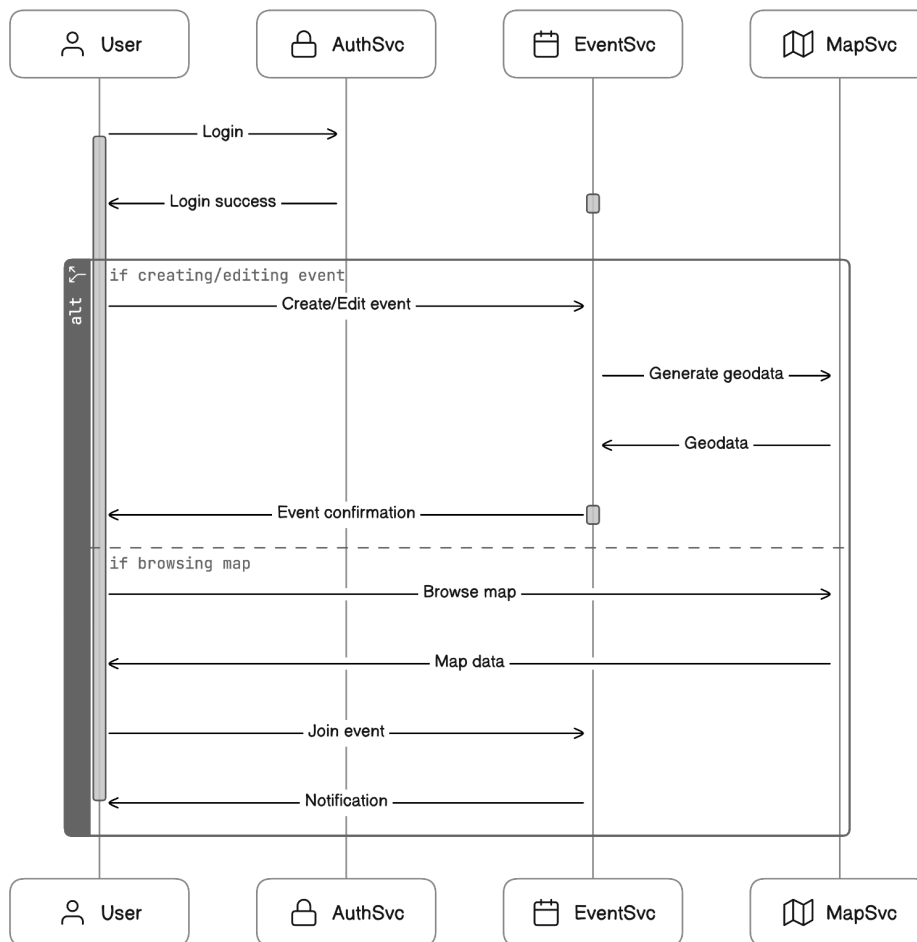 User
AuthSvc
EventSvc
MapSvc
Login
Login success
alt
if creating/editing event
Create/Edit event
Generate geodata
Geodata
Event confirmation
if browsing map
Browse map
Map data
Join event
Notification
User
AuthSvc
EventSvc
MapSvc